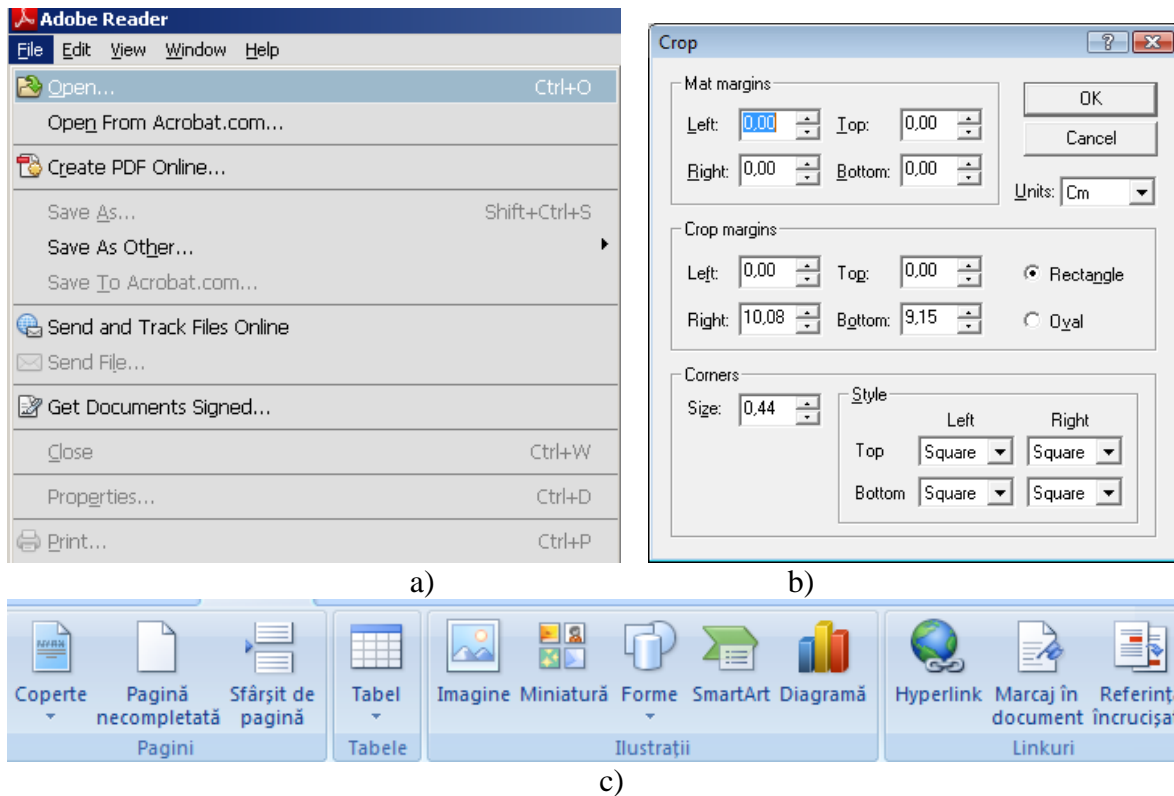 Adobe Reader
File Edit View Window Help
Open... Ctrl+O
Open From Acrobat.com...
Create PDF Online...
Save As... Shift+Ctrl+S
Save As Other...
Save To Acrobat.com...
Send and Track Files Online
Send File...
Get Documents Signed...
Close Ctrl+W
Properties... Ctrl+D
Print... Ctrl+P
a)
Crop
Mat margins
Left: 0,00 Top: 0,00
Right: 0,00 Bottom: 0,00
OK
Cancel
Units: Cm
Crop margins
Left: 0,00 Top: 0,00 Rectangle
Right: 10,08 Bottom: 9,15 Oval
Corners
Size: 0,44
Style
Left Right
Top Square Square
Bottom Square Square
b)
Coperte
Pagină necompletată
Sfârșit de pagină
Pagini
Tabel
Tabele
Imagine Miniatură Forme SmartArt Diagramă
Ilustrații
Hyperlink
Marcaj în document
Referinț
încrucișat
Linkuri
c)